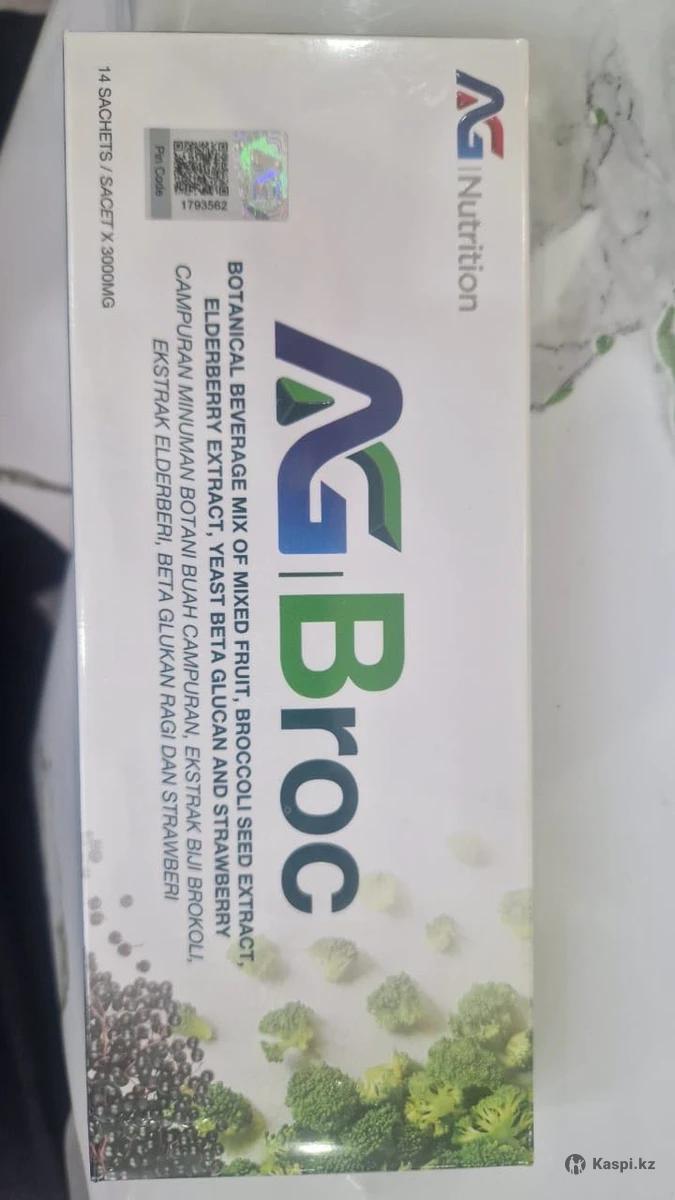 AG | Nutrition
AG | Broc
BOTANICAL BEVERAGE MIX OF MIXED FRUIT, BROCCOLI SEED EXTRACT,
ELDERBERRY EXTRACT, YEAST BETA GLUCAN AND STRAWBERRY
CAMPURAN MINUMAN BOTANI BUAH CAMPURAN, EKSTRAK BIJI BROKOLI,
EKSTRAK ELDERBERI, BETA GLUKAN RAGI DAN STRAWBERI
1793562
Pin Code
14 SACHETS / SACET X 3000MG
Kaspi.kz